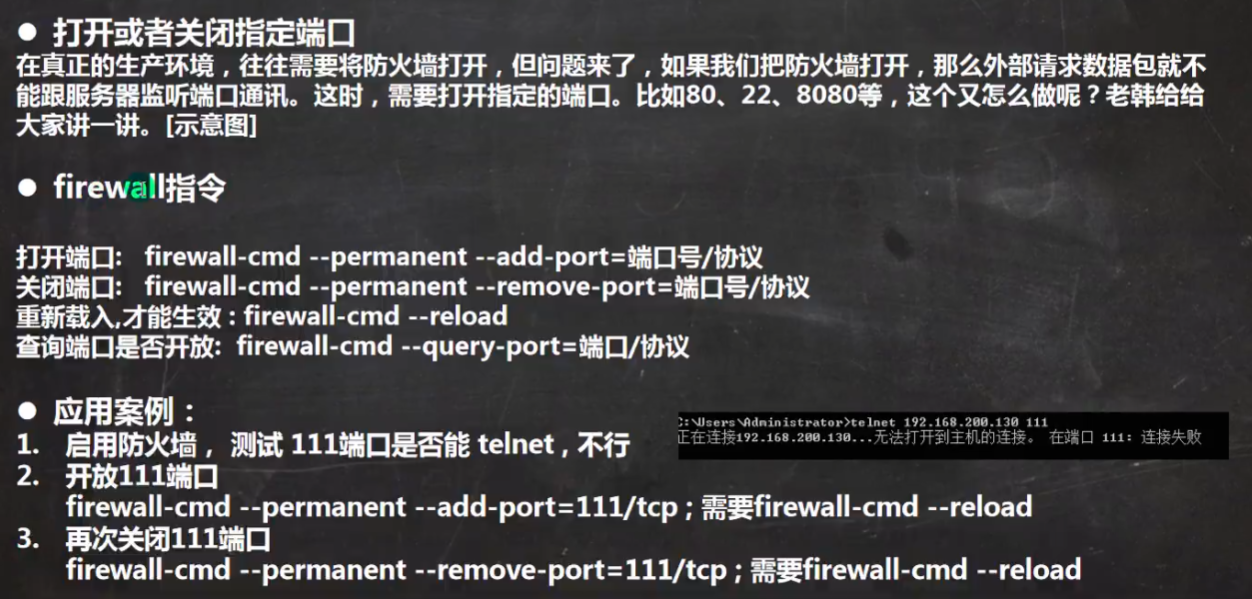 ● 打开或者关闭指定端口
在真正的生产环境，往往需要将防火墙打开，但问题来了，如果我们把防火墙打开，那么外部请求数据包就不
能跟服务器监听端口通讯。这时，需要打开指定的端口。比如80、22、8080等，这个又怎么做呢？老韩给给
大家讲一讲。[示意图]
● firewall指令
打开端口: firewall-cmd --permanent --add-port=端口号/协议
关闭端口: firewall-cmd --permanent --remove-port=端口号/协议
重新载入,才能生效 : firewall-cmd --reload
查询端口是否开放: firewall-cmd --query-port=端口/协议
● 应用案例：
1. 启用防火墙， 测试 111端口是否能 telnet , 不行
C:\Users\Administrator>telnet 192.168.200.130 111
正在连接192.168.200.130...无法打开到主机的连接。 在端口 111: 连接失败
2. 开放111端口
firewall-cmd --permanent --add-port=111/tcp ; 需要firewall-cmd --reload
3. 再次关闭111端口
firewall-cmd --permanent --remove-port=111/tcp ; 需要firewall-cmd --reload